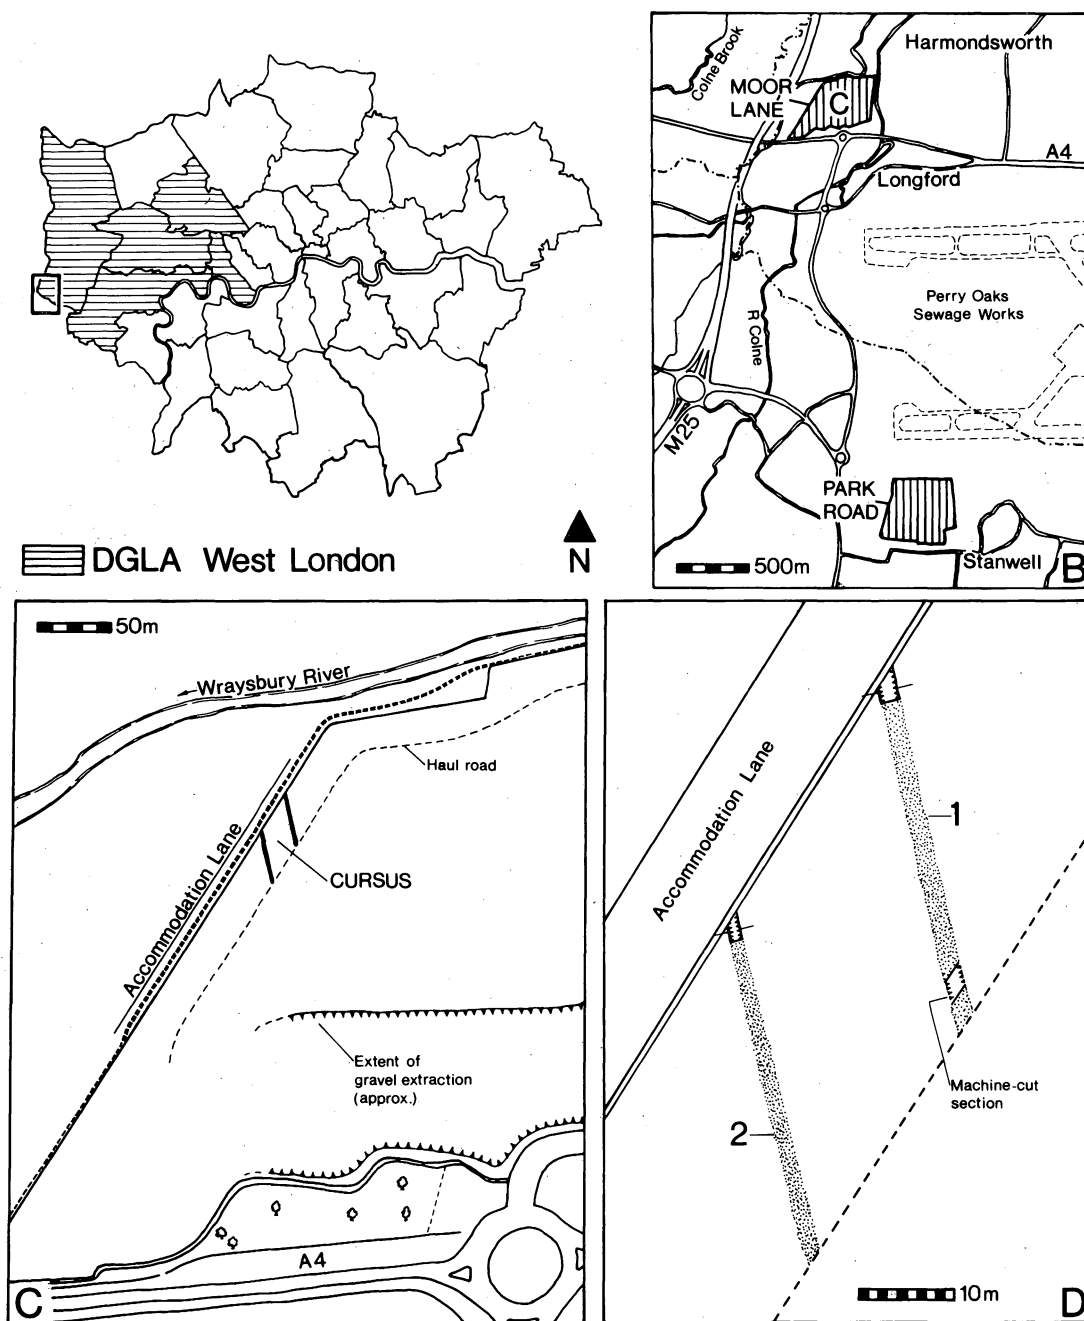 DGLA West London
N
Colne Brook
Harmondsworth
MOOR
LANE
C
A4
Longford
Perry Oaks
Sewage Works
R Colne
M25
PARK
ROAD
Stanwell
500m
B
50m
Wraysbury River
Haul road
Accommodation Lane
CURSUS
Extent of
gravel extraction
(approx.)
A4
C
Accommodation Lane
1
2
Machine-cut
section
10m
D